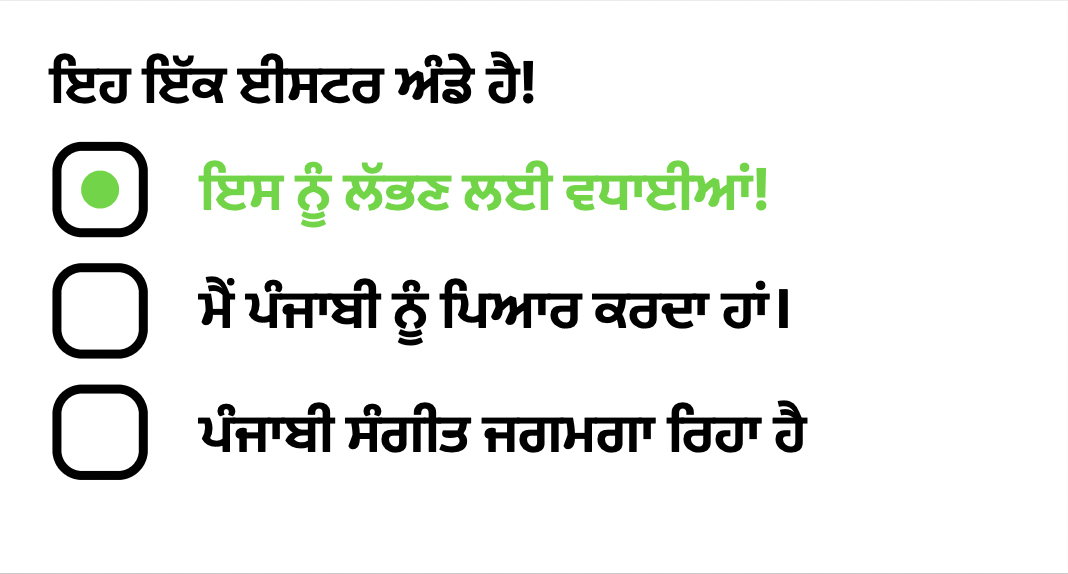 ਇਹ ਇੱਕ ਈਸਟਰ ਅੰਡੇ ਹੈ!
ਇਸ ਨੂੰ ਲੱਭਣ ਲਈ ਵਧਾਈਆਂ!
ਮੈਂ ਪੰਜਾਬੀ ਨੂੰ ਪਿਆਰ ਕਰਦਾ ਹਾਂ।
ਪੰਜਾਬੀ ਸੰਗੀਤ ਜਗਮਗਾ ਰਿਹਾ ਹੈ